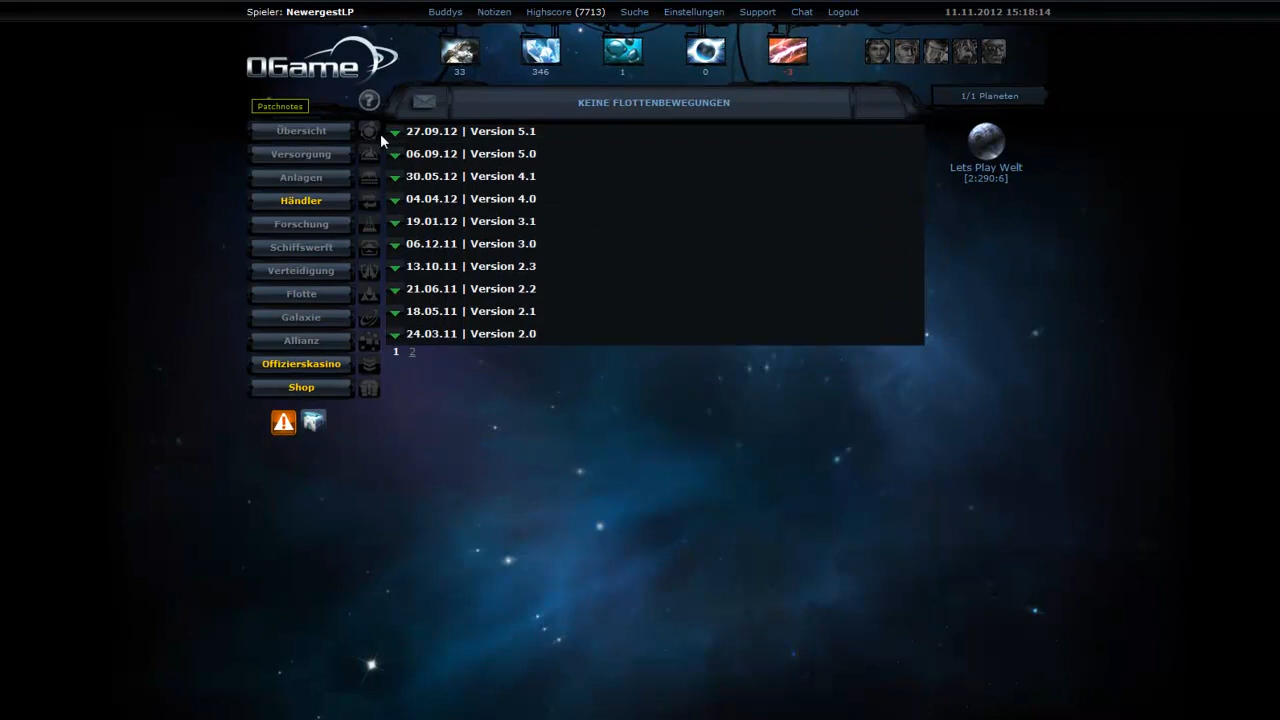 Spieler: NewergestLP
Buddys Notizen Highscore (7713) Suche Flotte Einstellungen Support Chat Logout
11.11.2012 15:18:14
OGame
33 346 1 0 -3
Patchnotes
?
KEINE FLOTTENBEWEGUNGEN
1/1 Planeten
Übersicht
Versorgung
Anlagen
Händler
Forschung
Schiffswerft
Verteidigung
Flotte
Galaxie
Allianz
Offizierskasino
Shop
27.09.12 | Version 5.1
06.09.12 | Version 5.0
30.05.12 | Version 4.1
04.04.12 | Version 4.0
19.01.12 | Version 3.1
06.12.11 | Version 3.0
13.10.11 | Version 2.3
21.06.11 | Version 2.2
18.05.11 | Version 2.1
24.03.11 | Version 2.0
1 2
Lets Play Welt
[2:290:6]